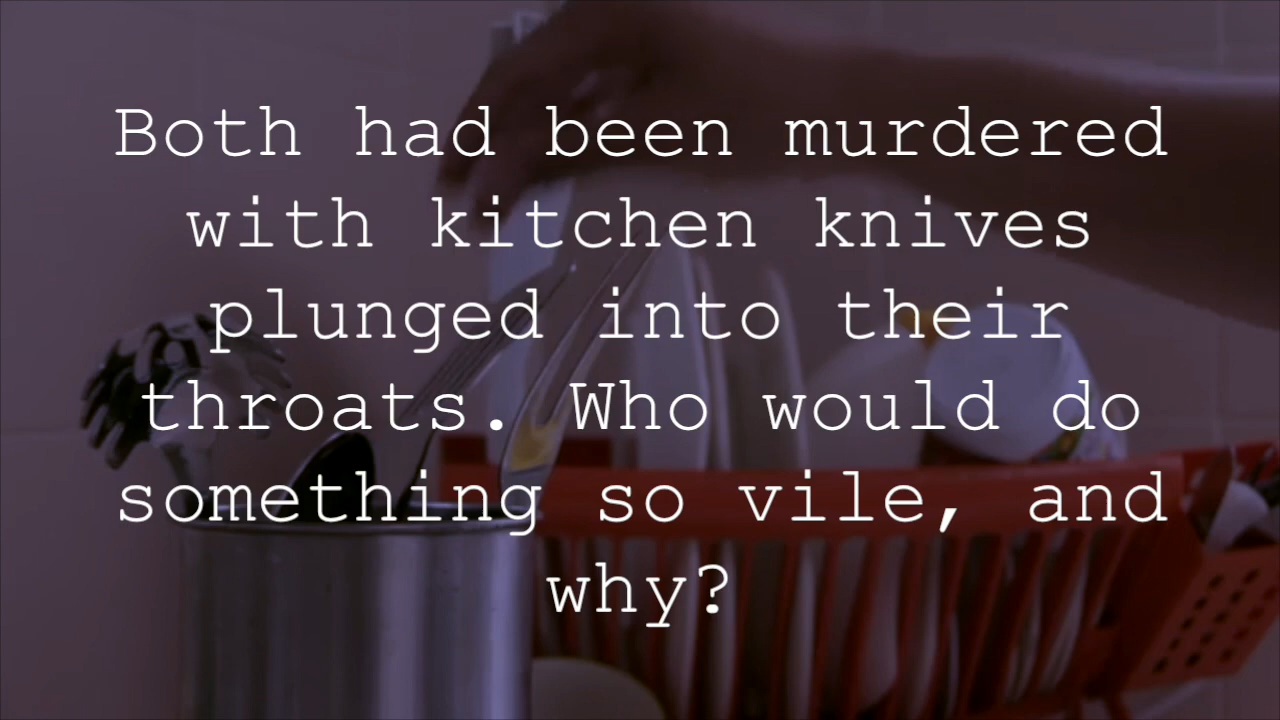 Both had been murdered
with kitchen knives
plunged into their
throats. Who would do
something so vile, and
why?